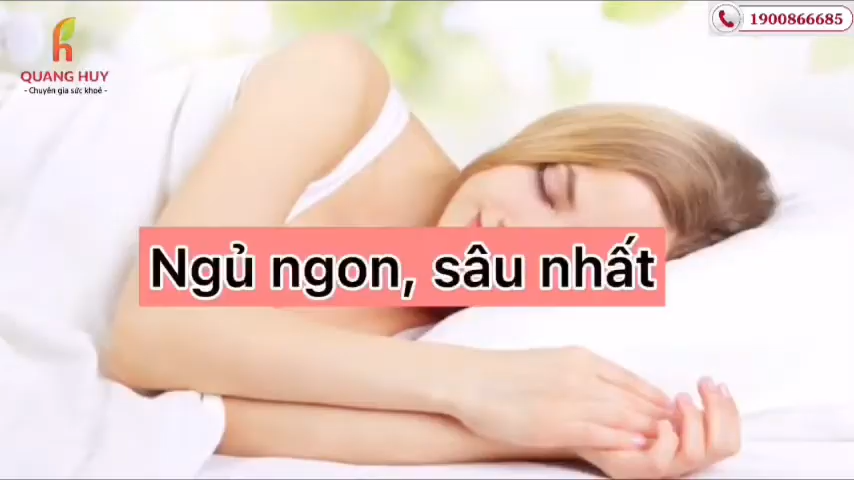 QUANG HUY
- Chuyên gia sức khoẻ -
1900866685
Ngủ ngon, sâu nhất